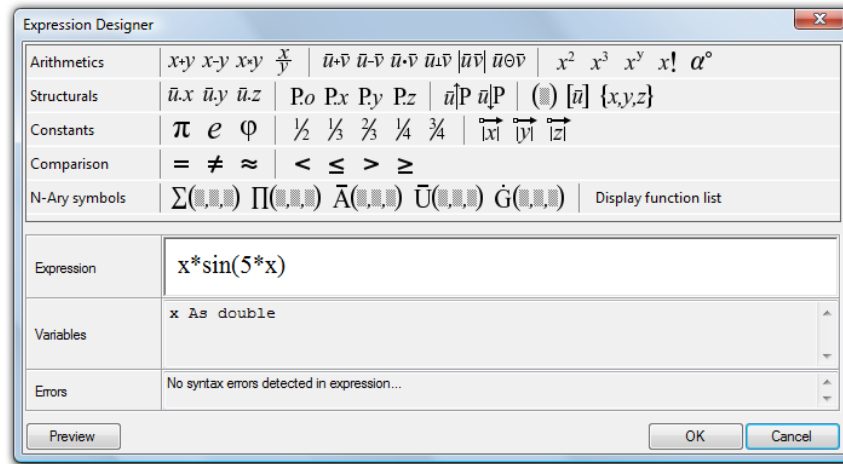 Expression Designer
x
Arithmetics x+y x-y x×y x/y ū+v̄ ū-v̄ ū•v̄ ū⊥v̄ |ūv̄| ūΘv̄ x² x³ xʸ x! α°
Structurals ū.x ū.y ū.z P.o P.x P.y P.z ū↑P ū↓P (▒) [ū] {x,y,z}
Constants π e φ ½ ⅓ ⅔ ¼ ¾ |x| |y| |z|
Comparison = ≠ ≈ < ≤ > ≥
N-Ary symbols Σ(▒,▒,▒) Π(▒,▒,▒) Ā(▒,▒,▒) Ū(▒,▒,▒) Ġ(▒,▒,▒) Display function list
Expression x*sin(5*x)
Variables x As double
Errors No syntax errors detected in expression...
Preview OK Cancel